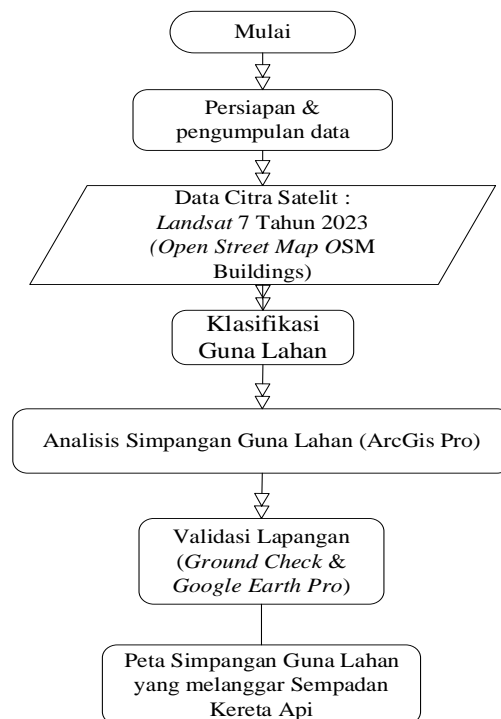 Mulai
Persiapan &
pengumpulan data
Data Citra Satelit :
Landsat 7 Tahun 2023
(Open Street Map OSM
Buildings)
Klasifikasi
Guna Lahan
Analisis Simpangan Guna Lahan (ArcGis Pro)
Validasi Lapangan
(Ground Check &
Google Earth Pro)
Peta Simpangan Guna Lahan
yang melanggar Sempadan
Kereta Api